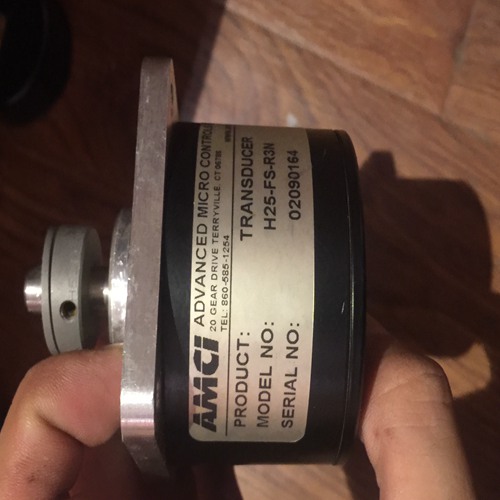 AMCI ADVANCED MICRO CONTROLS
20 GEAR DRIVE TERRYVILLE, CT 06786
TEL: 860-585-1254
PRODUCT: TRANSDUCER
MODEL NO: H25-FS-R3N
SERIAL NO: 02090164